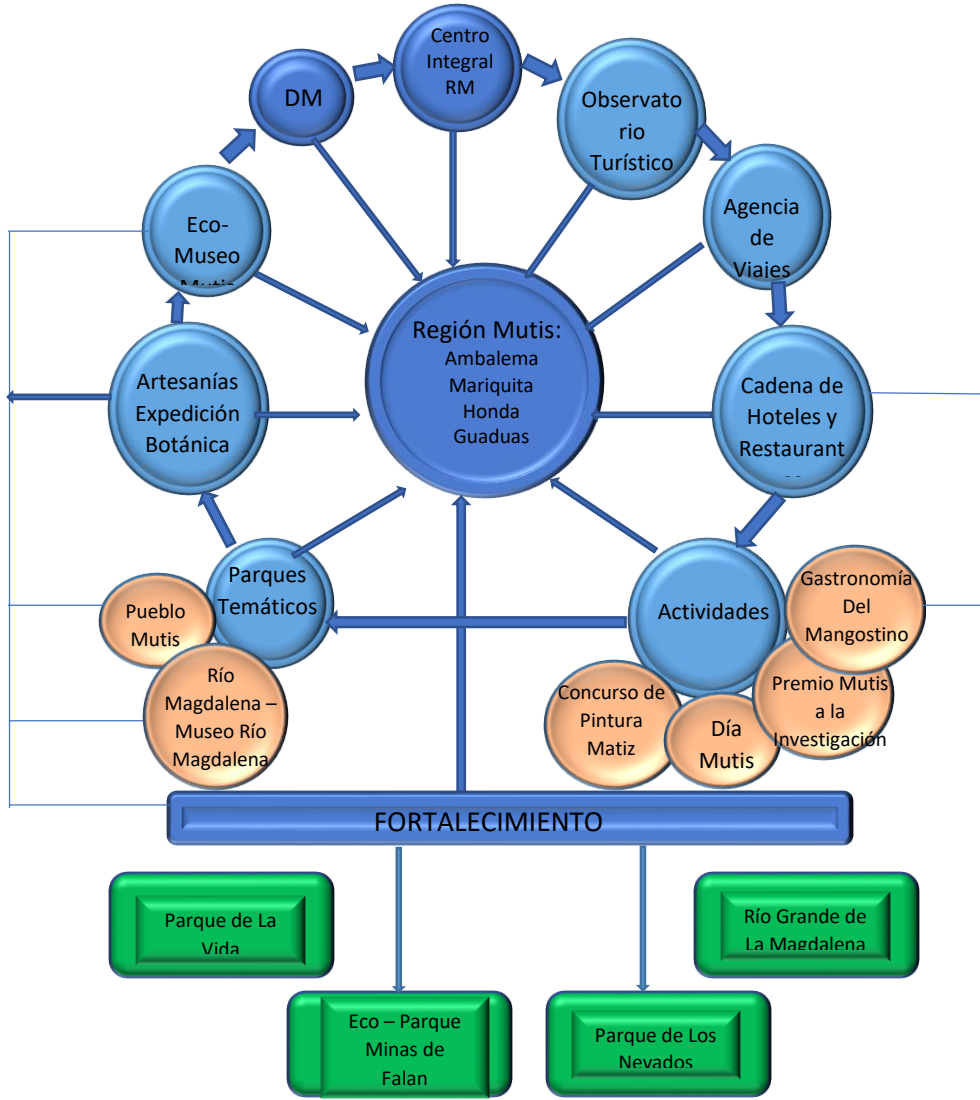 Centro
Integral
RM
DM
Observato
rio
Turístico
Agencia
de
Viajes
Eco-
Museo
Mutis
Región Mutis:
Ambalema
Mariquita
Honda
Guaduas
Artesanías
Expedición
Botánica
Cadena de
Hoteles y
Restaurant
Parques
Temáticos
Pueblo
Mutis
Río
Magdalena –
Museo Río
Magdalena
Actividades
Gastronomía
Del
Mangostino
Premio Mutis
a la
Investigación
Concurso de
Pintura
Matiz
Día
Mutis
FORTALECIMIENTO
Parque de La
Vida
Río Grande de
La Magdalena
Eco – Parque
Minas de
Falan
Parque de Los
Nevados